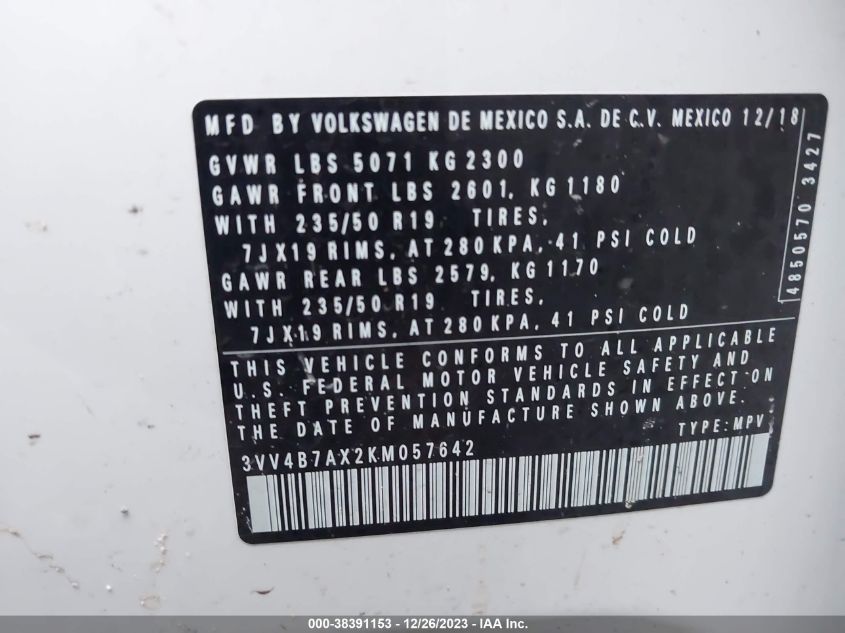 MFD BY VOLKSWAGEN DE MEXICO S.A. DE C.V. MEXICO 12/18
GVWR LBS 5071 KG 2300
GAWR FRONT LBS 2601, KG 1180
WITH 235/50 R19 TIRES,
7JX19 RIMS, AT 280 KPA, 41 PSI COLD
GAWR REAR LBS 2579, KG 1170
WITH 235/50 R19 TIRES,
7JX19 RIMS, AT 280 KPA, 41 PSI COLD
4850570 3427
THIS VEHICLE CONFORMS TO ALL APPLICABLE
U.S. FEDERAL MOTOR VEHICLE SAFETY AND
THEFT PREVENTION STANDARDS IN EFFECT ON
THE DATE OF MANUFACTURE SHOWN ABOVE.
TYPE: MPV
3VV4B7AX2KM057642
000-38391153 - 12/26/2023 - IAA Inc.